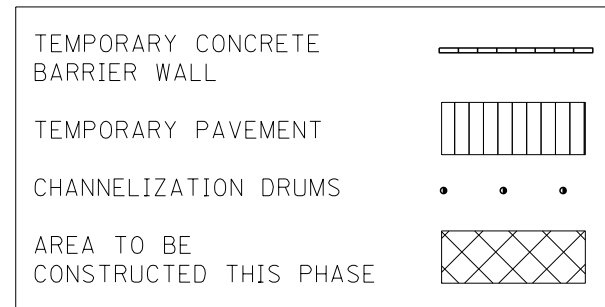 TEMPORARY CONCRETE
BARRIER WALL
TEMPORARY PAVEMENT
CHANNELIZATION DRUMS
AREA TO BE
CONSTRUCTED THIS PHASE